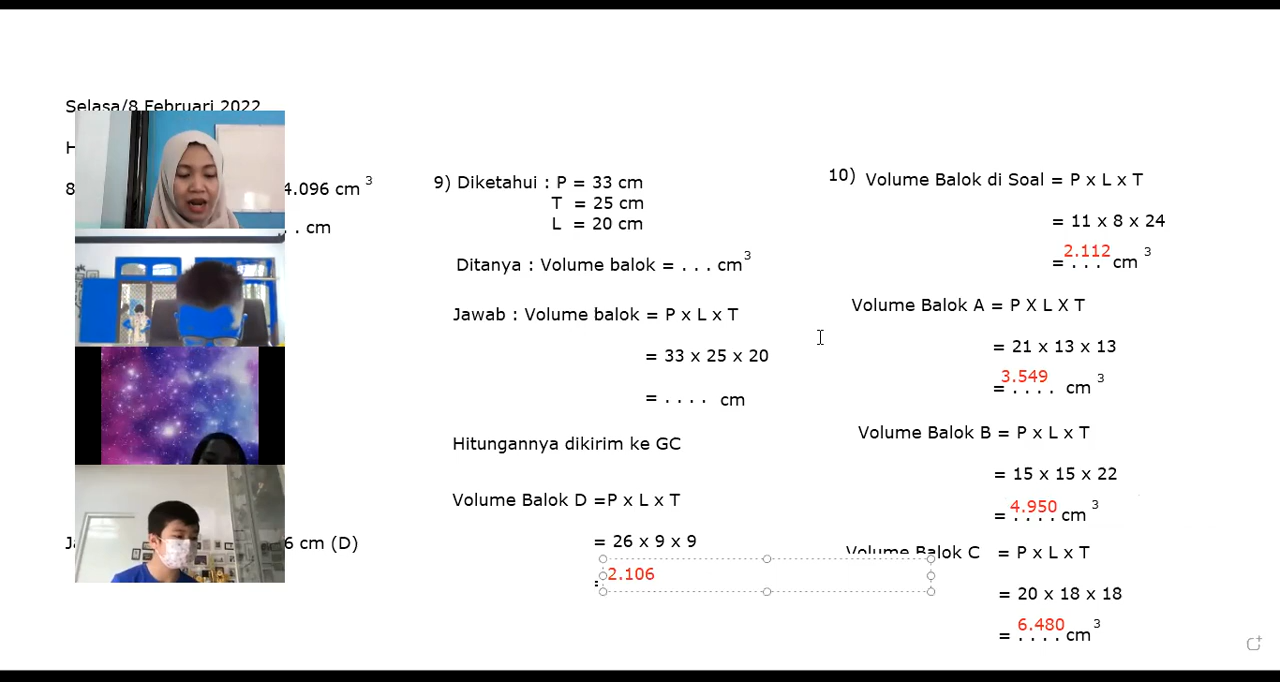 Selasa/8 Februari 2022
H
8 4.096 cm 3
. . cm
Ja 6 cm (D)
9) Diketahui : P = 33 cm
T = 25 cm
L = 20 cm
Ditanya : Volume balok = . . . cm 3
Jawab : Volume balok = P x L x T
= 33 x 25 x 20
= . . . . cm
Hitungannya dikirim ke GC
Volume Balok D =P x L x T
= 26 x 9 x 9
= 2.106
10) Volume Balok di Soal = P x L x T
= 11 x 8 x 24
2.112
= . . . cm 3
Volume Balok A = P X L X T
= 21 x 13 x 13
3.549
= . . . . cm 3
Volume Balok B = P x L x T
= 15 x 15 x 22
4.950
= . . . . cm 3
Volume Balok C = P x L x T
= 20 x 18 x 18
6.480
= . . . . cm 3